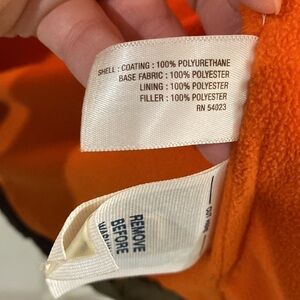 SHELL : COATING : 100% POLYURETHANE
BASE FABRIC : 100% POLYESTER
LINING : 100% POLYESTER
FILLER : 100% POLYESTER
RN 54023
REMOVE
BEFORE